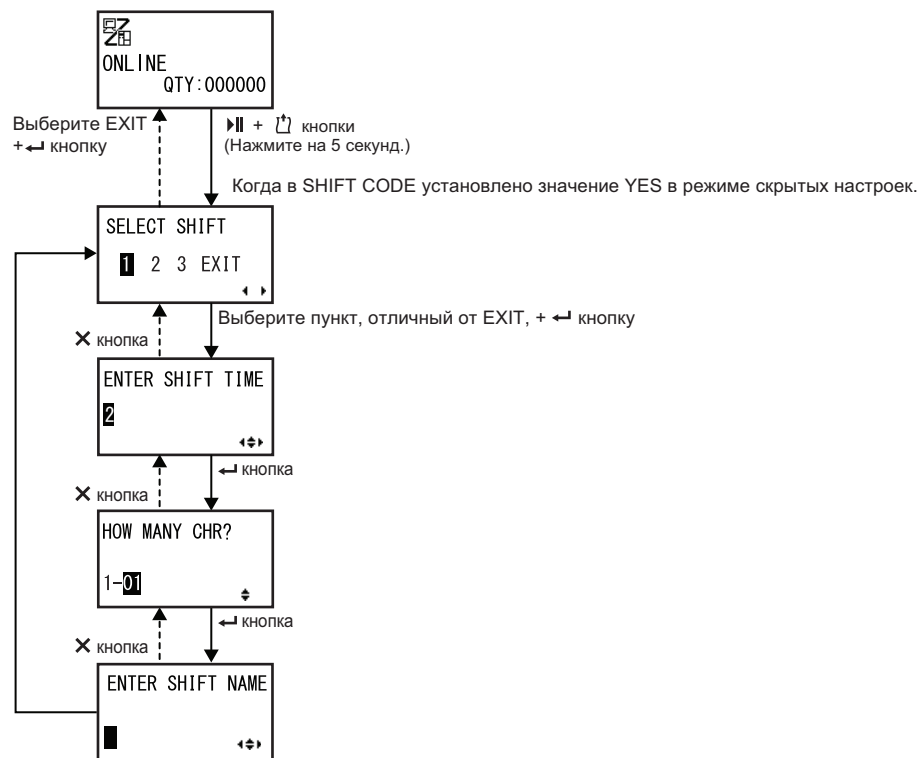 ONLINE
QTY:000000
Выберите EXIT
+↵ кнопку
+ кнопки
(Нажмите на 5 секунд.)
Когда в SHIFT CODE установлено значение YES в режиме скрытых настроек.
SELECT SHIFT
1 2 3 EXIT
Выберите пункт, отличный от EXIT, + ↵ кнопку
✕ кнопка
ENTER SHIFT TIME
2
↵ кнопка
✕ кнопка
HOW MANY CHR?
1-01
↵ кнопка
✕ кнопка
ENTER SHIFT NAME